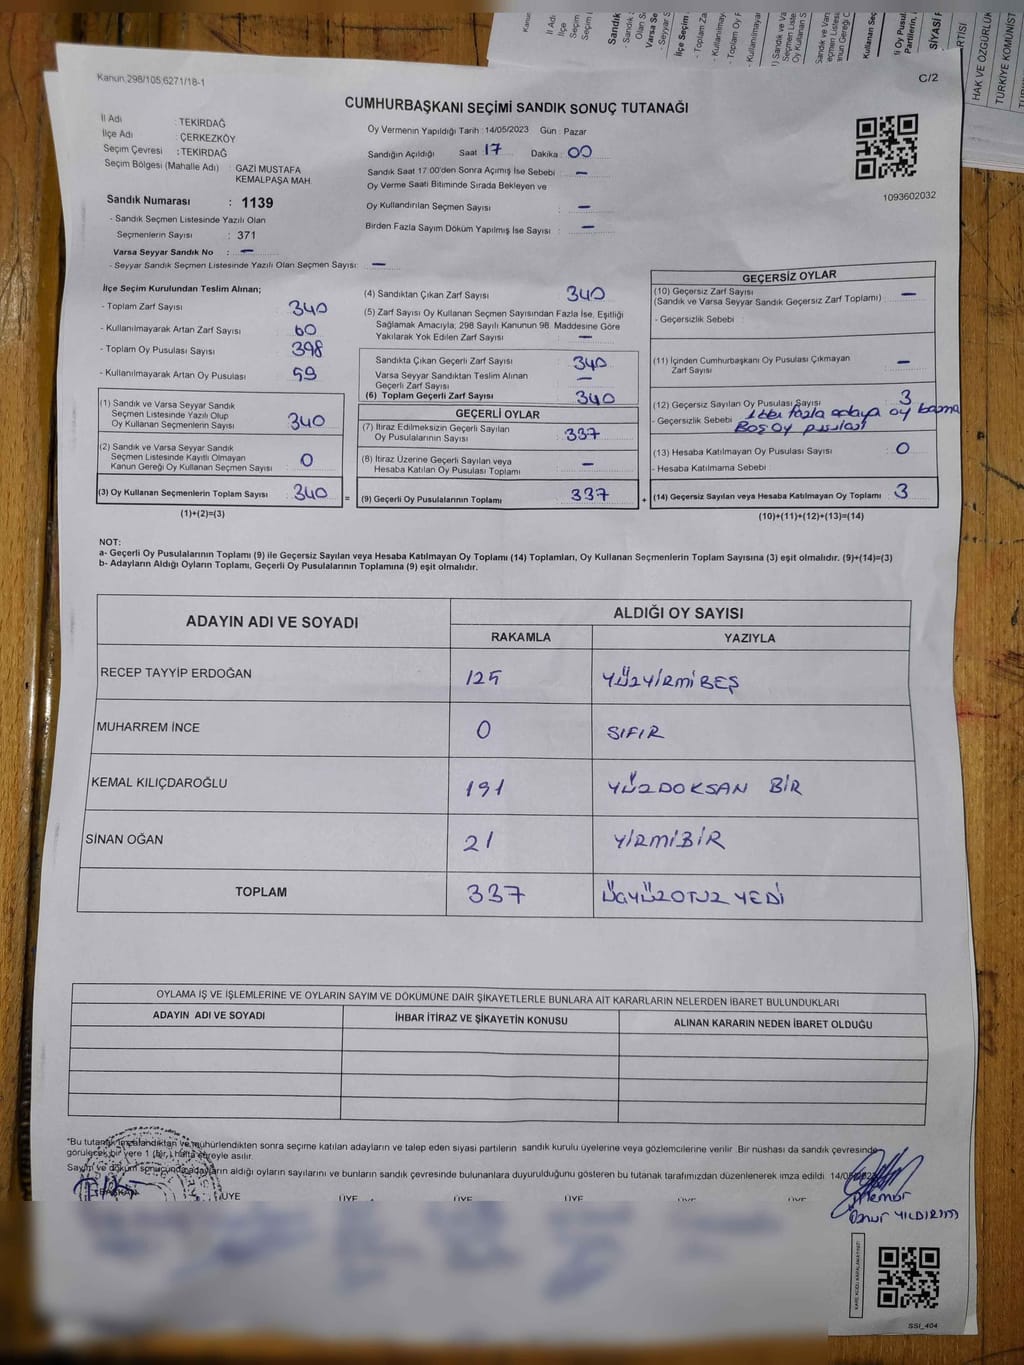 Kanun,298/105,6271/18-1
C/2
CUMHURBAŞKANI SEÇİMİ SANDIK SONUÇ TUTANAĞI
İl Adı : TEKİRDAĞ
İlçe Adı : ÇERKEZKÖY
Seçim Çevresi : TEKİRDAĞ
Seçim Bölgesi (Mahalle Adı) : GAZİ MUSTAFA
KEMALPAŞA MAH.
Sandık Numarası : 1139
- Sandık Seçmen Listesinde Yazılı Olan
Seçmenlerin Sayısı : 371
Varsa Seyyar Sandık No : —
- Seyyar Sandık Seçmen Listesinde Yazılı Olan Seçmen Sayısı: —
Oy Vermenin Yapıldığı Tarih : 14/05/2023 Gün : Pazar
Sandığın Açıldığı Saat 17 Dakika : 00
Sandık Saat 17:00'den Sonra Açımış İse Sebebi : —
Oy Verme Saati Bitiminde Sırada Bekleyen ve
Oy Kullandırılan Seçmen Sayısı : —
Birden Fazla Sayım Döküm Yapılmış İse Sayısı : —
1093602032
İlçe Seçim Kurulundan Teslim Alınan;
- Toplam Zarf Sayısı : 340
- Kullanılmayarak Artan Zarf Sayısı : 60
- Toplam Oy Pusulası Sayısı : 398
- Kullanılmayarak Artan Oy Pusulası : 59
(1) Sandık ve Varsa Seyyar Sandık
Seçmen Listesinde Yazılı Olup
Oy Kullanan Seçmenlerin Sayısı : 340
(2) Sandık ve Varsa Seyyar Sandık
Seçmen Listesinde Kayıtlı Olmayan
Kanun Gereği Oy Kullanan Seçmen Sayısı : 0
(3) Oy Kullanan Seçmenlerin Toplam Sayısı : 340 =
(1)+(2)=(3)
(4) Sandıktan Çıkan Zarf Sayısı : 340
(5) Zarf Sayısı Oy Kullanan Seçmen Sayısından Fazla İse, Eşitliği
Sağlamak Amacıyla; 298 Sayılı Kanunun 98. Maddesine Göre
Yakılarak Yok Edilen Zarf Sayısı : —
Sandıkta Çıkan Geçerli Zarf Sayısı : 340
Varsa Seyyar Sandıktan Teslim Alınan
Geçerli Zarf Sayısı : —
(6) Toplam Geçerli Zarf Sayısı : 340
GEÇERLİ OYLAR
(7) İtiraz Edilmeksizin Geçerli Sayılan
Oy Pusulalarının Sayısı : 337
(8) İtiraz Üzerine Geçerli Sayılan veya
Hesaba Katılan Oy Pusulası Toplamı : —
(9) Geçerli Oy Pusulalarının Toplamı : 337 +
GEÇERSİZ OYLAR
(10) Geçersiz Zarf Sayısı
(Sandık ve Varsa Seyyar Sandık Geçersiz Zarf Toplamı) : —
- Geçersizlik Sebebi :
(11) İçinden Cumhurbaşkanı Oy Pusulası Çıkmayan
Zarf Sayısı : —
(12) Geçersiz Sayılan Oy Pusulası Sayısı : 3
- Geçersizlik Sebebi : fazla adaya oy basma
Boş Oy pusulası
(13) Hesaba Katılmayan Oy Pusulası Sayısı : 0
- Hesaba Katılmama Sebebi :
(14) Geçersiz Sayılan veya Hesaba Katılmayan Oy Toplamı : 3
(10)+(11)+(12)+(13)=(14)
NOT:
a- Geçerli Oy Pusulalarının Toplamı (9) ile Geçersiz Sayılan veya Hesaba Katılmayan Oy Toplamı (14) Toplamları, Oy Kullanan Seçmenlerin Toplam Sayısına (3) eşit olmalıdır. (9)+(14)=(3)
b- Adayların Aldığı Oyların Toplamı, Geçerli Oy Pusulalarının Toplamına (9) eşit olmalıdır.
ADAYIN ADI VE SOYADI
ALDIĞI OY SAYISI
RAKAMLA YAZIYLA
RECEP TAYYİP ERDOĞAN 125 YÜZYİRMİBEŞ
MUHARREM İNCE 0 SIFIR
KEMAL KILIÇDAROĞLU 191 YÜZDOKSAN BİR
SİNAN OĞAN 21 YİRMİBİR
TOPLAM 337 ÜÇYÜZOTUZ YEDİ
OYLAMA İŞ VE İŞLEMLERİNE VE OYLARIN SAYIM VE DÖKÜMÜNE DAİR ŞİKAYETLERLE BUNLARA AİT KARARLARIN NELERDEN İBARET BULUNDUKLARI
ADAYIN ADI VE SOYADI İHBAR İTİRAZ VE ŞİKAYETİN KONUSU ALINAN KARARIN NEDEN İBARET OLDUĞU
"Bu tutanak imzalandıktan ve mühürlendikten sonra seçime katılan adayların ve talep eden siyasi partilerin sandık kurulu üyelerine veya gözlemcilerine verilir .Bir nüshası da sandık çevresinde
görülecek bir yere 1 (bir ) hafta süreyle asılır.
Sayım ve döküm sonucunda adayların aldığı oyların sayılarını ve bunların sandık çevresinde bulunanlara duyurulduğunu gösteren bu tutanak tarafımızdan düzenlenerek imza edildi. 14/05/2023
BAŞKAN ÜYE ÜYE ÜYE ÜYE ÜYE ÜYE
Memur
Öznur YILDIRIM
SSI_404